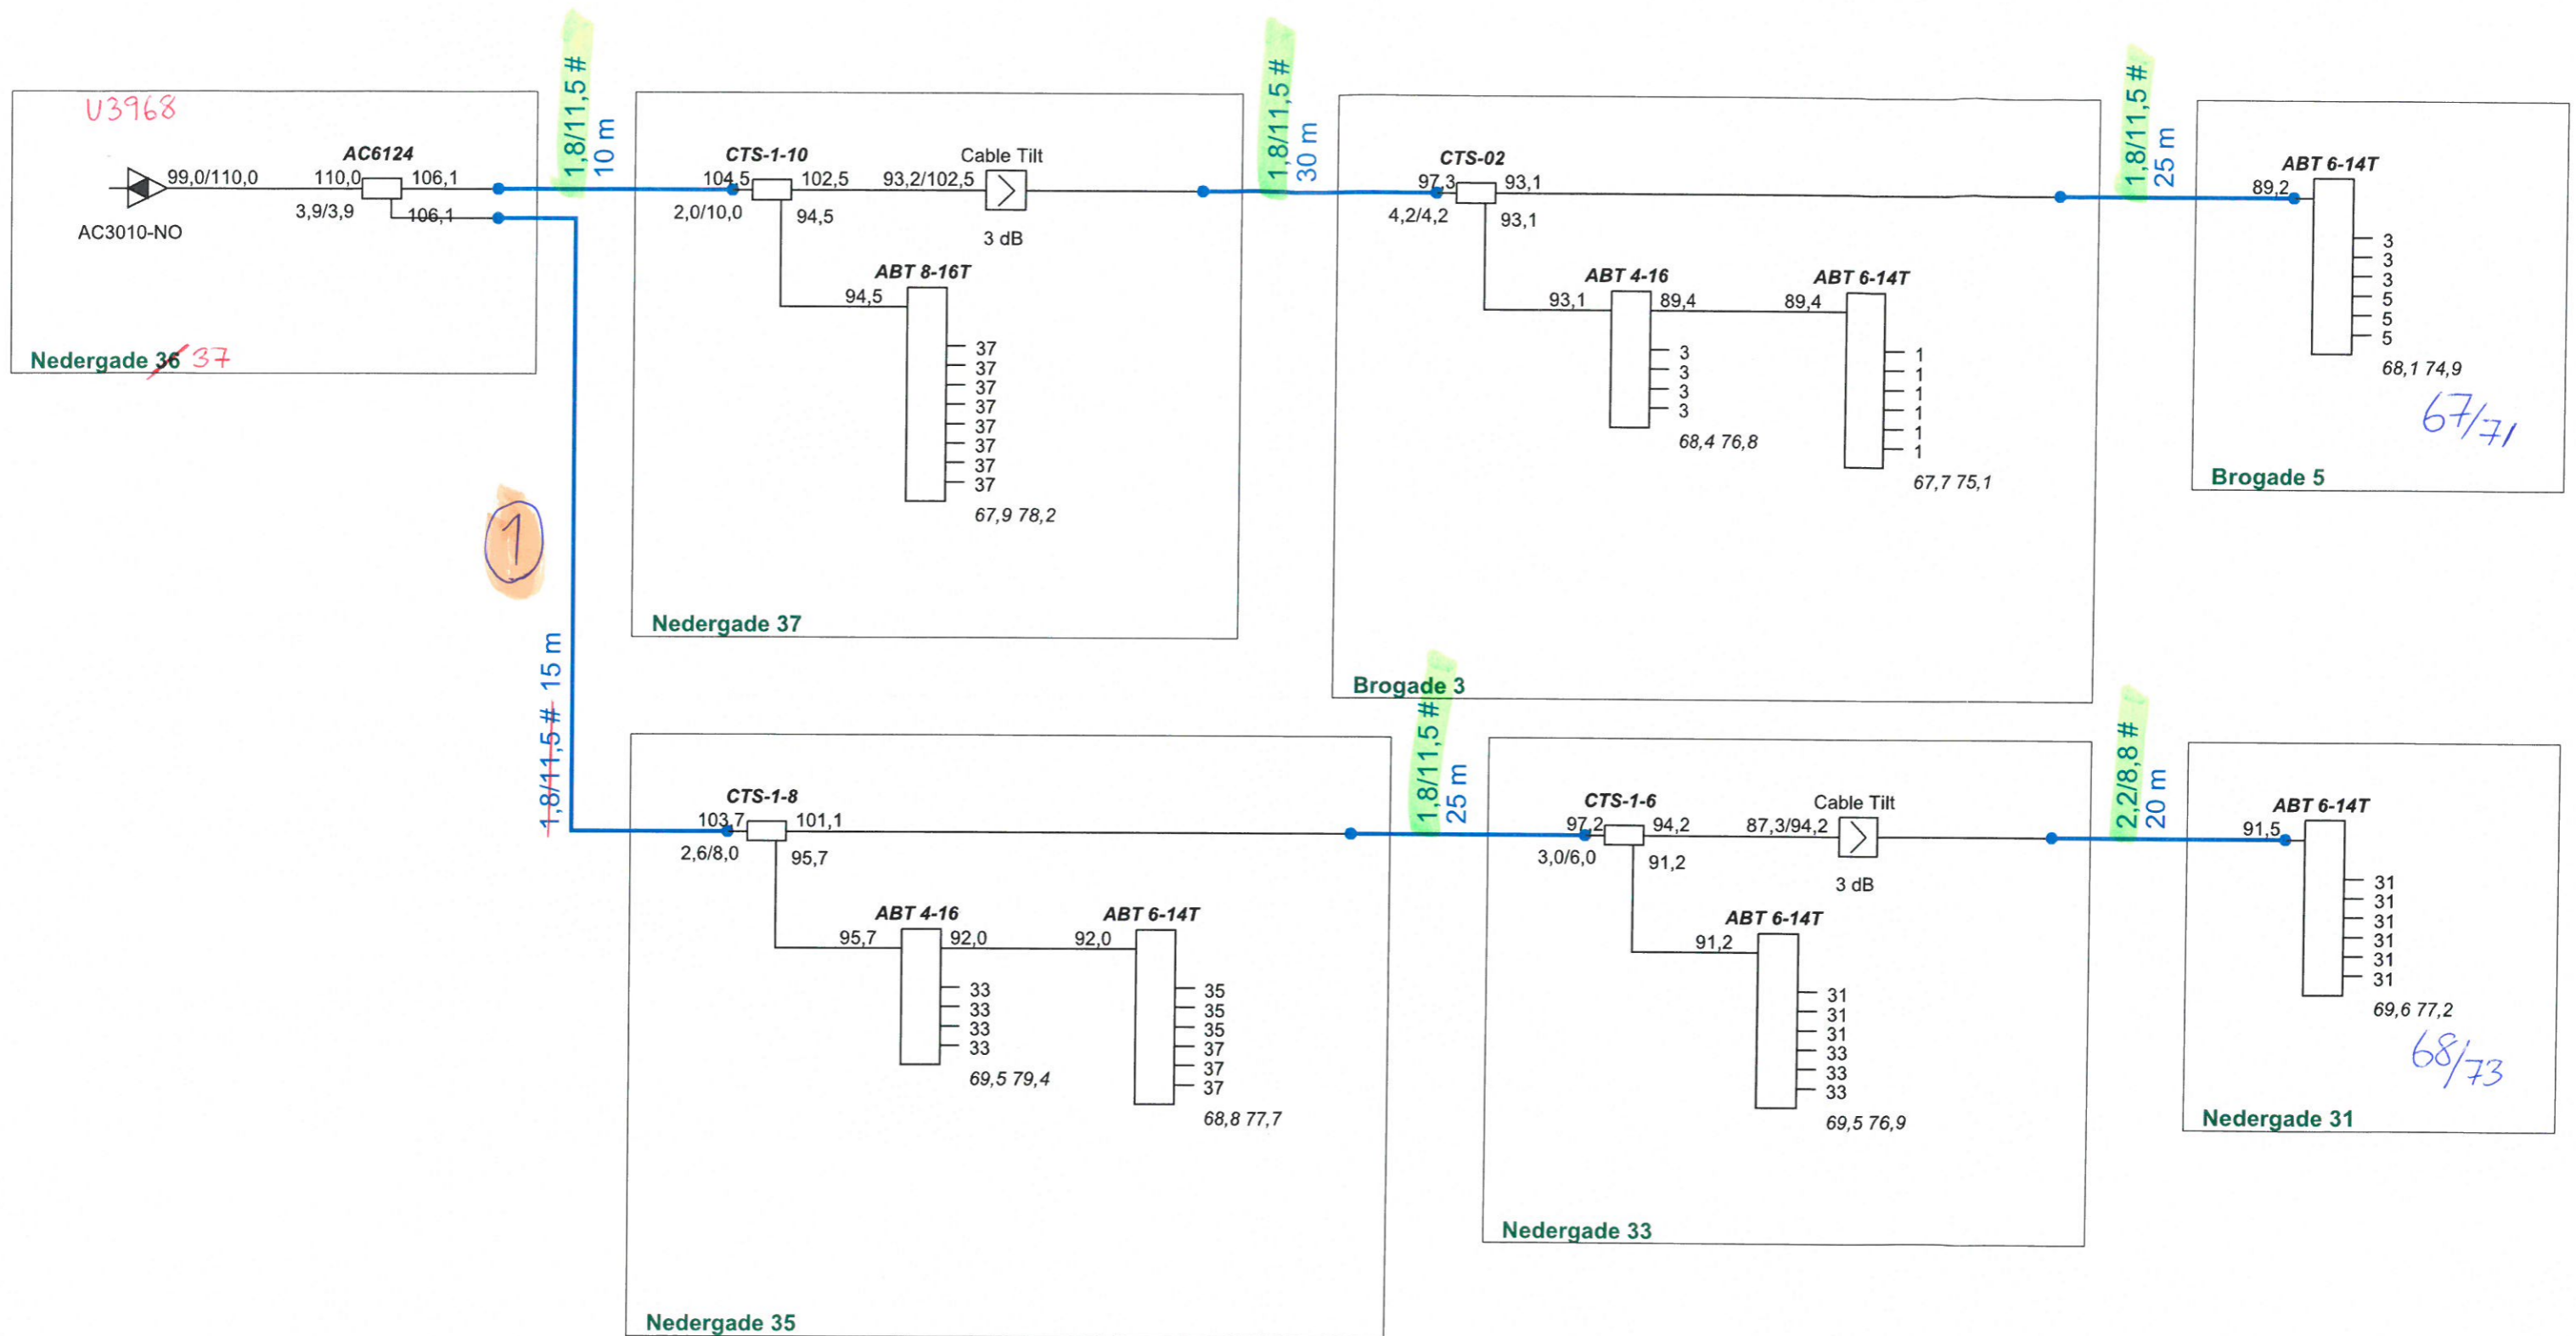 U3968
AC3010-NO
99,0/110,0
AC6124
110,0
106,1
3,9/3,9
106,1
Nedergade 36 37
1,8/11,5 #
10 m
CTS-1-10
104,5
102,5
2,0/10,0
94,5
93,2/102,5
Cable Tilt
3 dB
ABT 8-16T
94,5
37
37
37
37
37
37
37
37
67,9 78,2
Nedergade 37
1,8/11,5 #
30 m
CTS-02
97,3
93,1
4,2/4,2
93,1
ABT 4-16
93,1
89,4
3
3
3
3
68,4 76,8
ABT 6-14T
89,4
1
1
1
1
1
1
67,7 75,1
Brogade 3
1,8/11,5 #
25 m
ABT 6-14T
89,2
3
3
3
5
5
5
68,1 74,9
67/71
Brogade 5
1
1,8/11,5 # 15 m
CTS-1-8
103,7
101,1
2,6/8,0
95,7
ABT 4-16
95,7
92,0
33
33
33
33
69,5 79,4
ABT 6-14T
92,0
35
35
35
37
37
37
68,8 77,7
Nedergade 35
1,8/11,5 #
25 m
CTS-1-6
97,2
94,2
3,0/6,0
91,2
87,3/94,2
Cable Tilt
3 dB
ABT 6-14T
91,2
31
31
31
33
33
33
69,5 76,9
Nedergade 33
2,2/8,8 #
20 m
ABT 6-14T
91,5
31
31
31
31
31
31
69,6 77,2
68/73
Nedergade 31